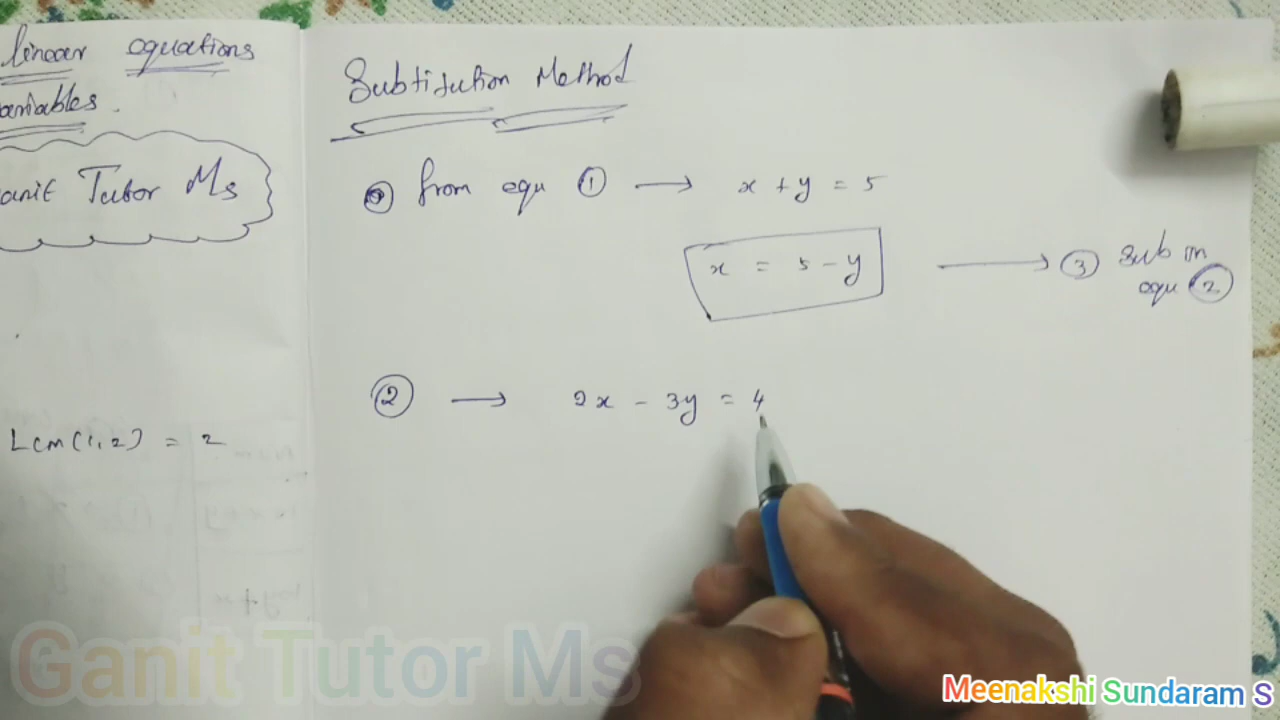 linear equations
variables.
Ganit Tutor Ms
Lcm(1,2) = 2
Substitution Method
from equ ① → x + y = 5
x = 5 - y → ③ Sub in
equ ②
② → 2x - 3y = 4
Ganit Tutor Ms
Meenakshi Sundaram S